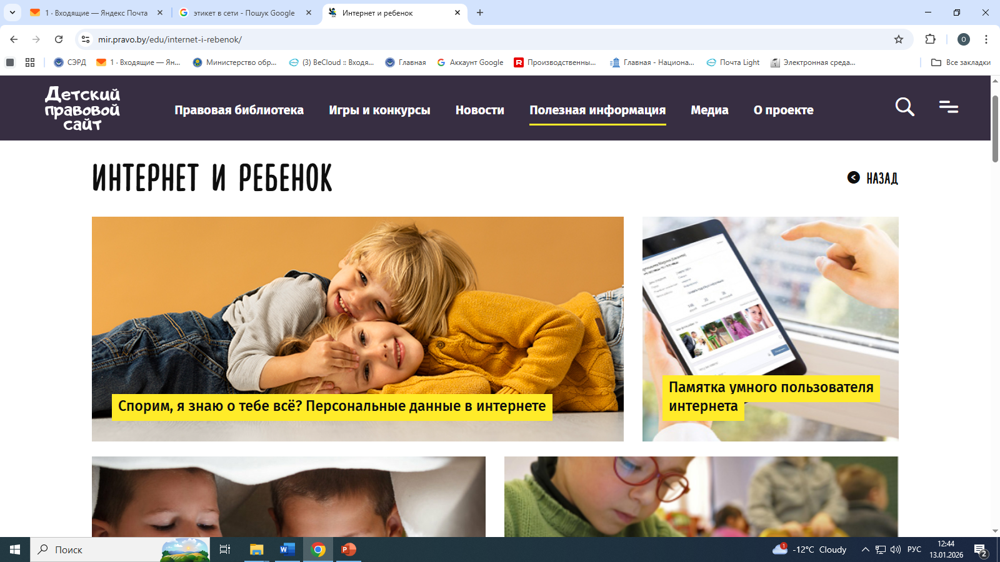 1 · Входящие — Яндекс Почта
этикет в сети - Пошук Google
Интернет и ребенок
mir.pravo.by/edu/internet-i-rebenok/
О
СЭРД
1 · Входящие — Ян...
Министерство обр...
(3) BeCloud :: Входя...
Главная
Аккаунт Google
Производственны...
Главная - Национа...
Почта Light
Электронная среда...
Все закладки
Детский
правовой
сайт
Правовая библиотека
Игры и конкурсы
Новости
Полезная информация
Медиа
О проекте
ИНТЕРНЕТ И РЕБЕНОК
НАЗАД
Спорим, я знаю о тебе всё? Персональные данные в интернете
Памятка умного пользователя
интернета
Поиск
1
-12°C Cloudy
РУС
12:44
13.01.2026
2